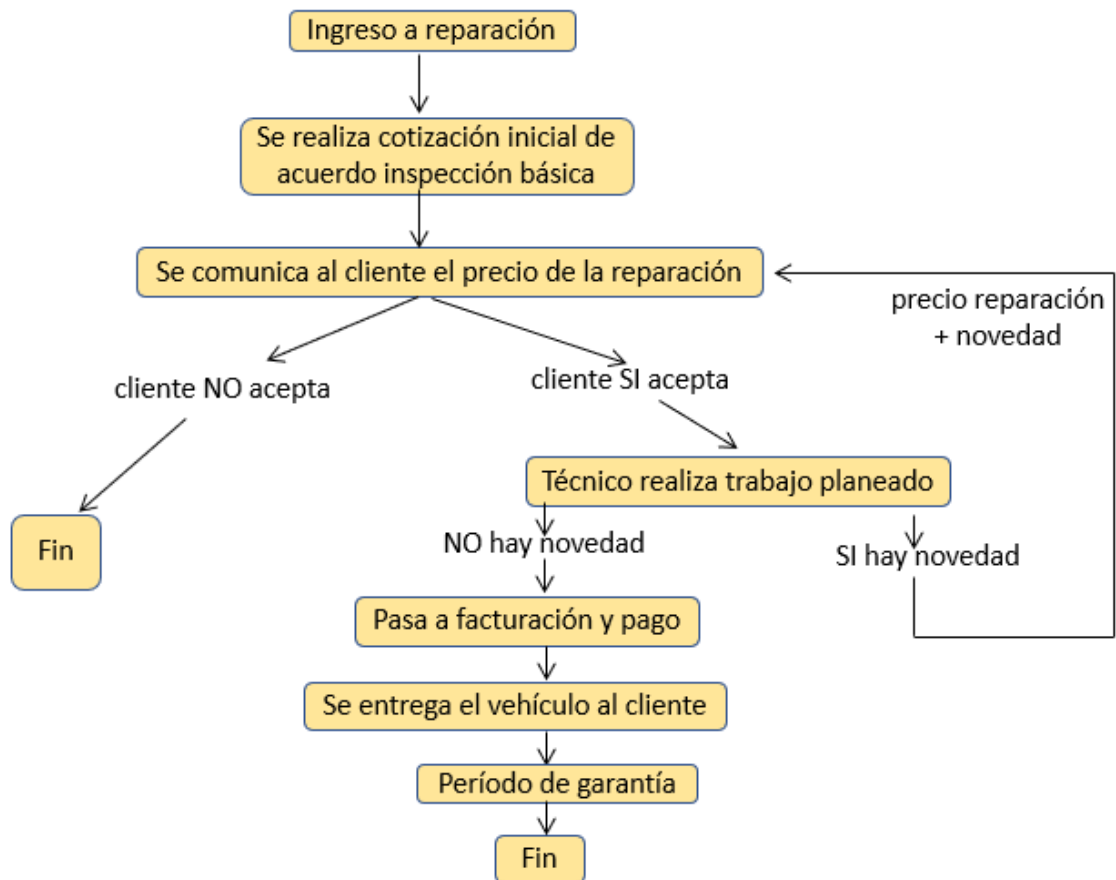 Ingreso a reparación
Se realiza cotización inicial de
acuerdo inspección básica
Se comunica al cliente el precio de la reparación
precio reparación
+ novedad
cliente NO acepta
cliente SI acepta
Técnico realiza trabajo planeado
Fin
NO hay novedad
SI hay novedad
Pasa a facturación y pago
Se entrega el vehículo al cliente
Período de garantía
Fin